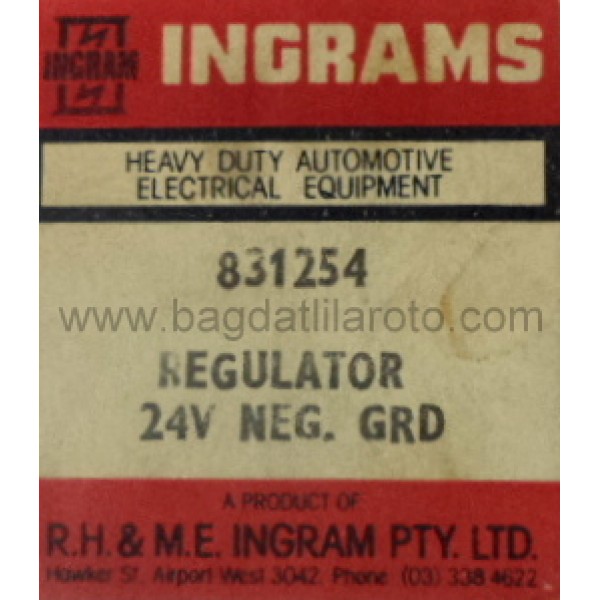 INGRAM
INGRAMS
HEAVY DUTY AUTOMOTIVE
ELECTRICAL EQUIPMENT
831254
www.bagdatlilaroto.com
REGULATOR
24V NEG. GRD
A PRODUCT OF
R.H. & M.E. INGRAM PTY. LTD.
Hawker St. Airport West 3042. Phone (03) 338 4622